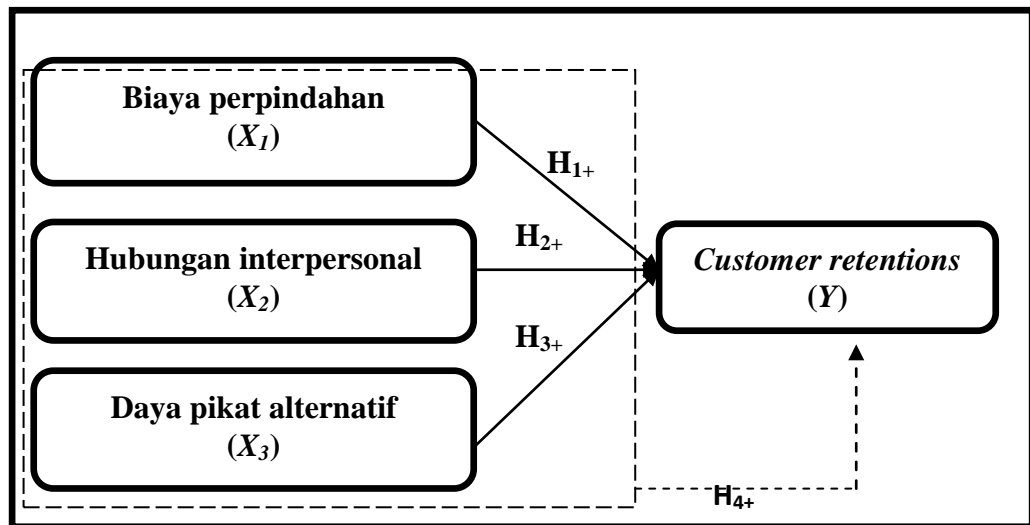 Biaya perpindahan
(X₁)
H₁₊
Hubungan interpersonal
(X₂)
H₂₊
Customer retentions
(Y)
H₃₊
Daya pikat alternatif
(X₃)
H₄₊